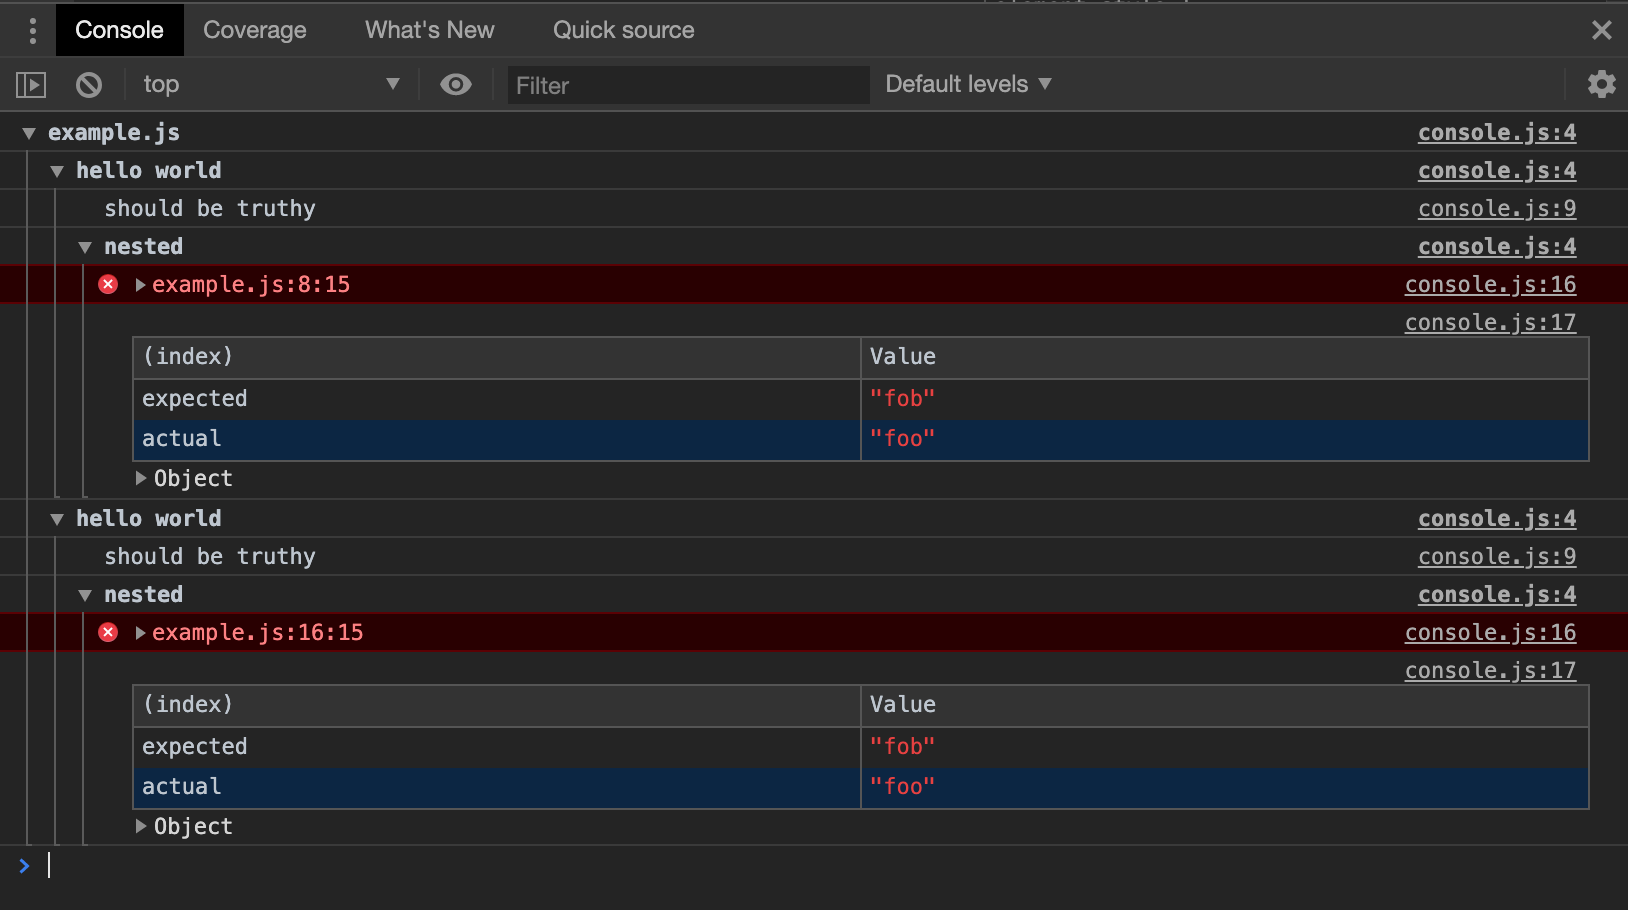 Console Coverage What's New Quick source
top Filter Default levels
example.js console.js:4
hello world console.js:4
should be truthy console.js:9
nested console.js:4
example.js:8:15 console.js:16
console.js:17
(index) Value
expected "fob"
actual "foo"
Object
hello world console.js:4
should be truthy console.js:9
nested console.js:4
example.js:16:15 console.js:16
console.js:17
(index) Value
expected "fob"
actual "foo"
Object